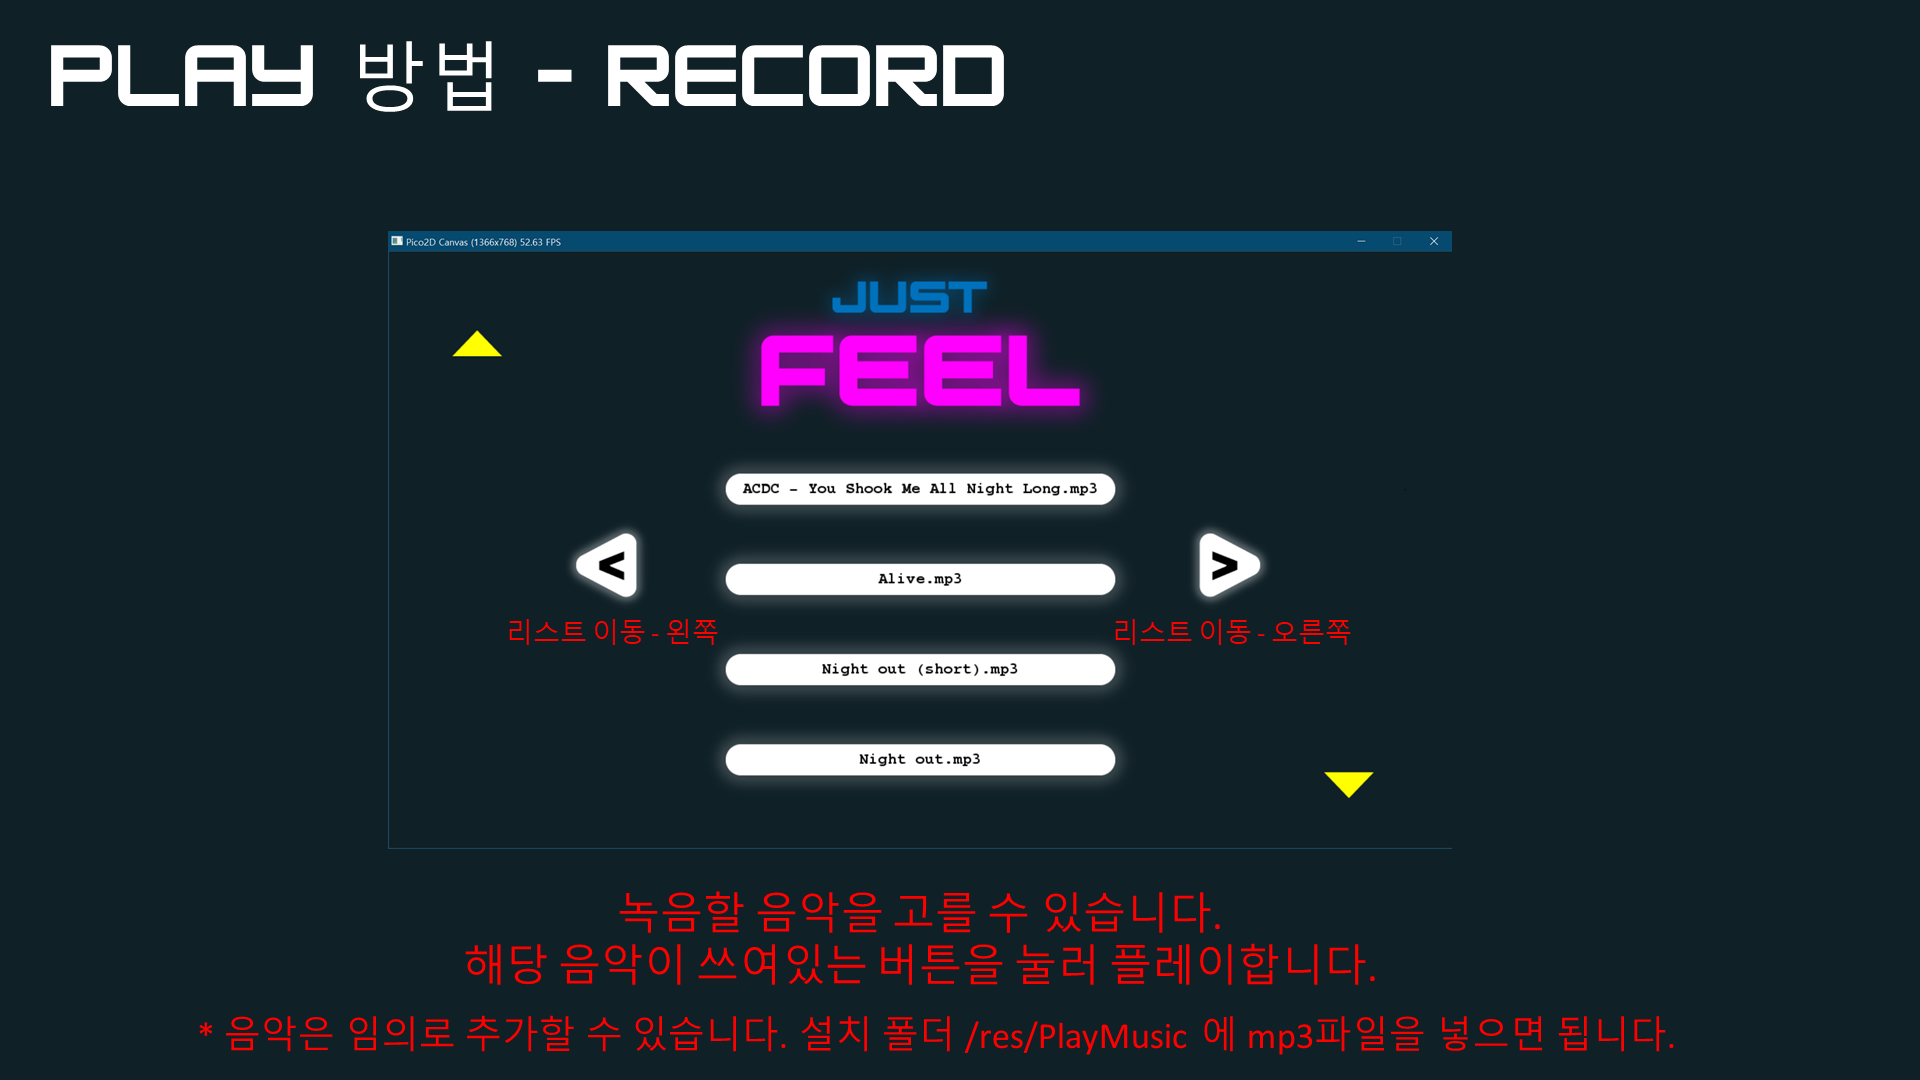 PLAY 방법 - RECORD
Pico2D Canvas (1366x768) 52.63 FPS
JUST
FEEL
ACDC - You Shook Me All Night Long.mp3
< >
Alive.mp3
리스트 이동 - 왼쪽 리스트 이동 - 오른쪽
Night out (short).mp3
Night out.mp3
녹음할 음악을 고를 수 있습니다.
해당 음악이 쓰여있는 버튼을 눌러 플레이합니다.
* 음악은 임의로 추가할 수 있습니다. 설치 폴더 /res/PlayMusic 에 mp3파일을 넣으면 됩니다.